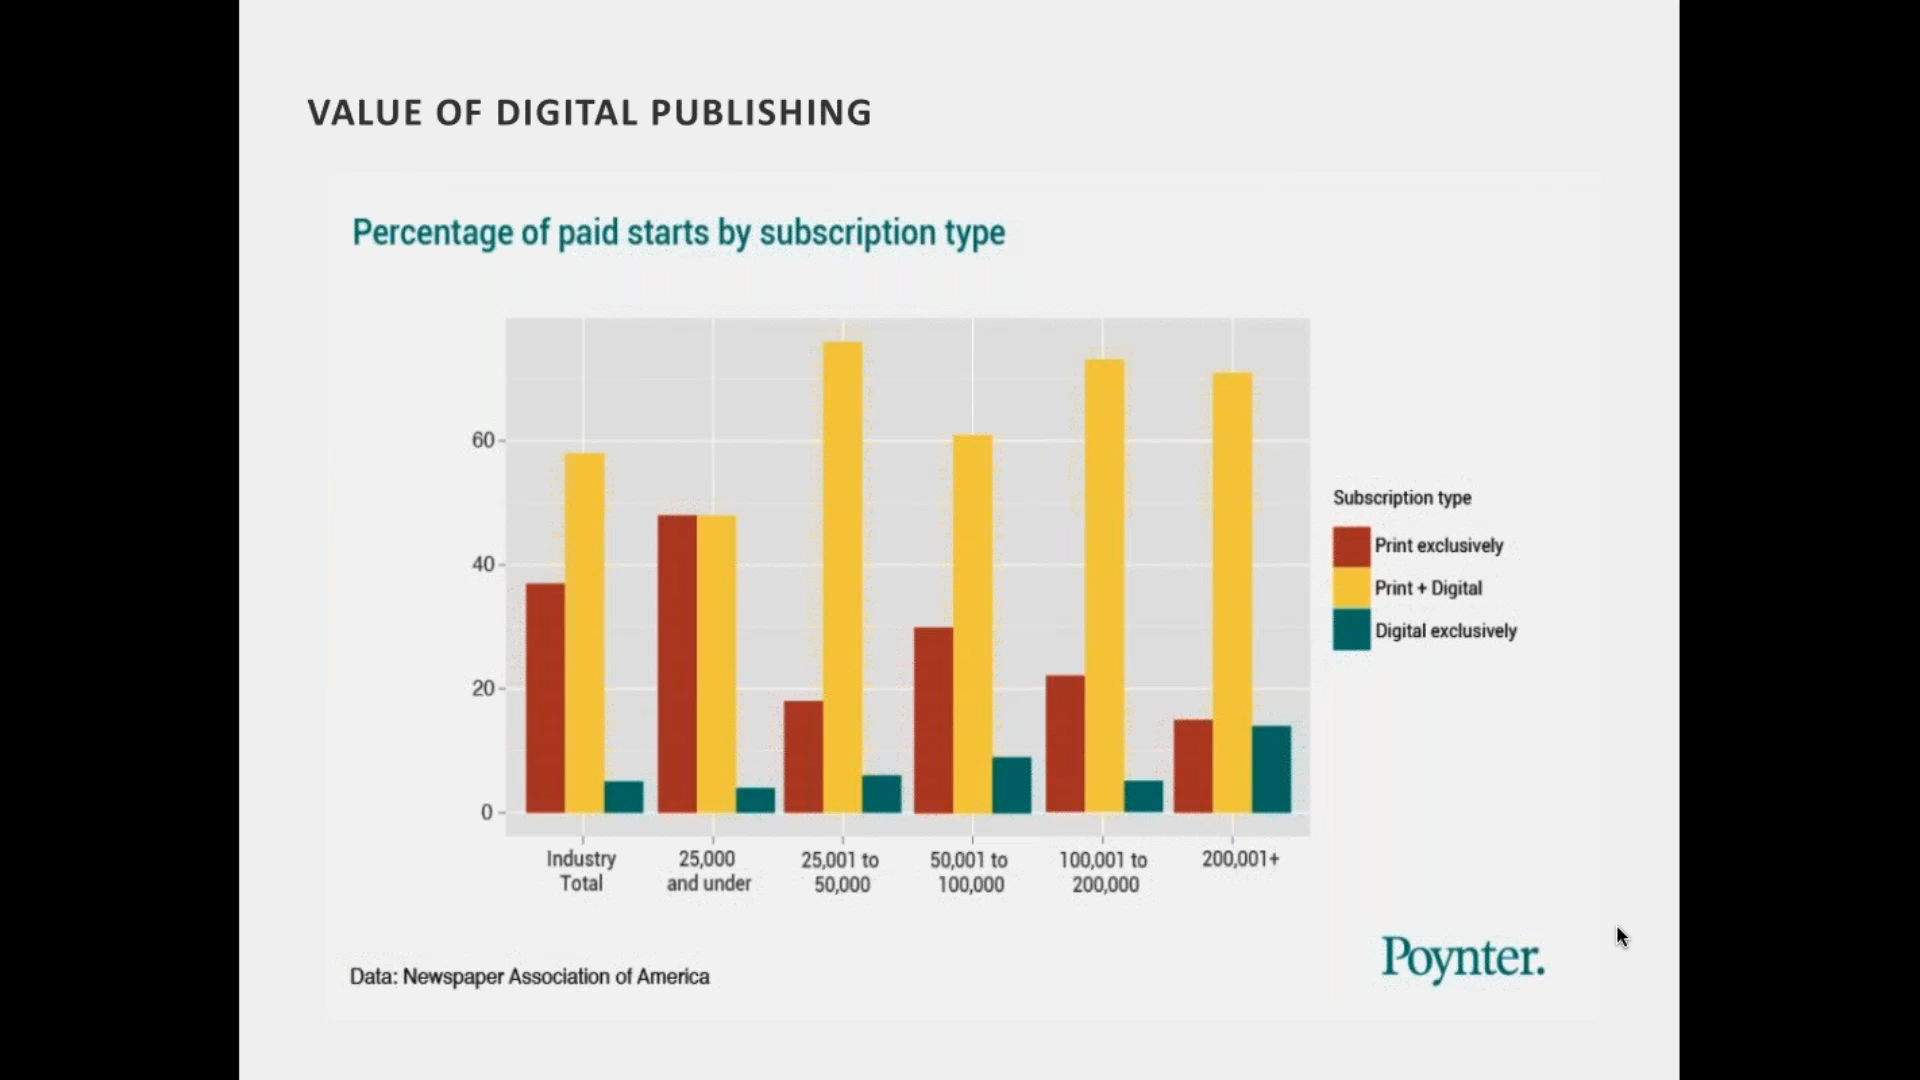 VALUE OF DIGITAL PUBLISHING
Percentage of paid starts by subscription type
60
40
20
0
Industry
Total
25,000
and under
25,001 to
50,000
50,001 to
100,000
100,001 to
200,000
200,001+
Subscription type
Print exclusively
Print + Digital
Digital exclusively
Data: Newspaper Association of America
Poynter.